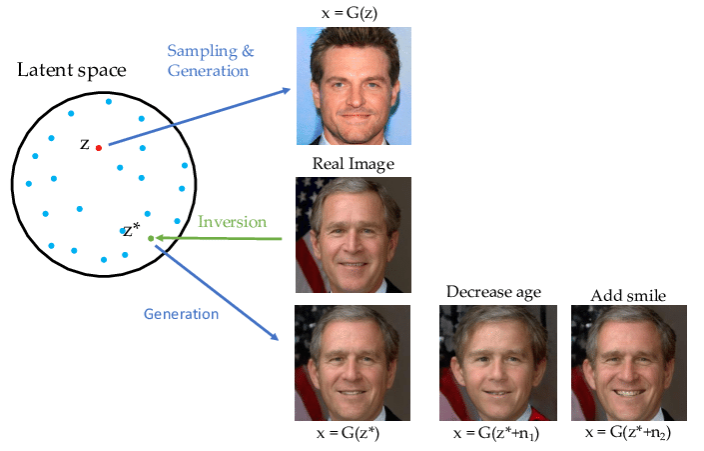 x = G(z)
Sampling &
Generation
Latent space
z
Real Image
z*
Inversion
Generation
Decrease age
Add smile
x = G(z*)
x = G(z*+n₁)
x = G(z*+n₂)